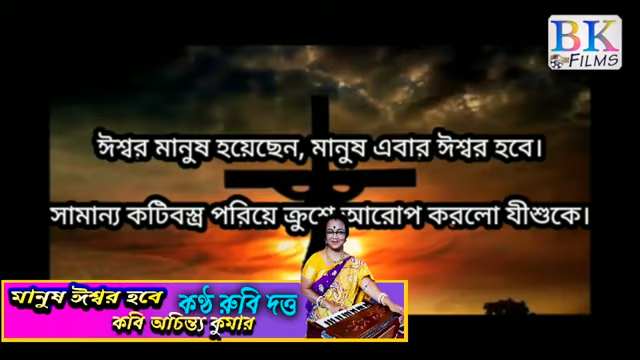 BK
FILMS
ঈশ্বর মানুষ হয়েছেন, মানুষ এবার ঈশ্বর হবে।
সামান্য কটিবস্ত্র পরিয়ে ক্রুশে আরোপ করলো যীশুকে।
মানুষ ঈশ্বর হবে
কণ্ঠ রুবি দত্ত
কবি অচিন্ত্য কুমার